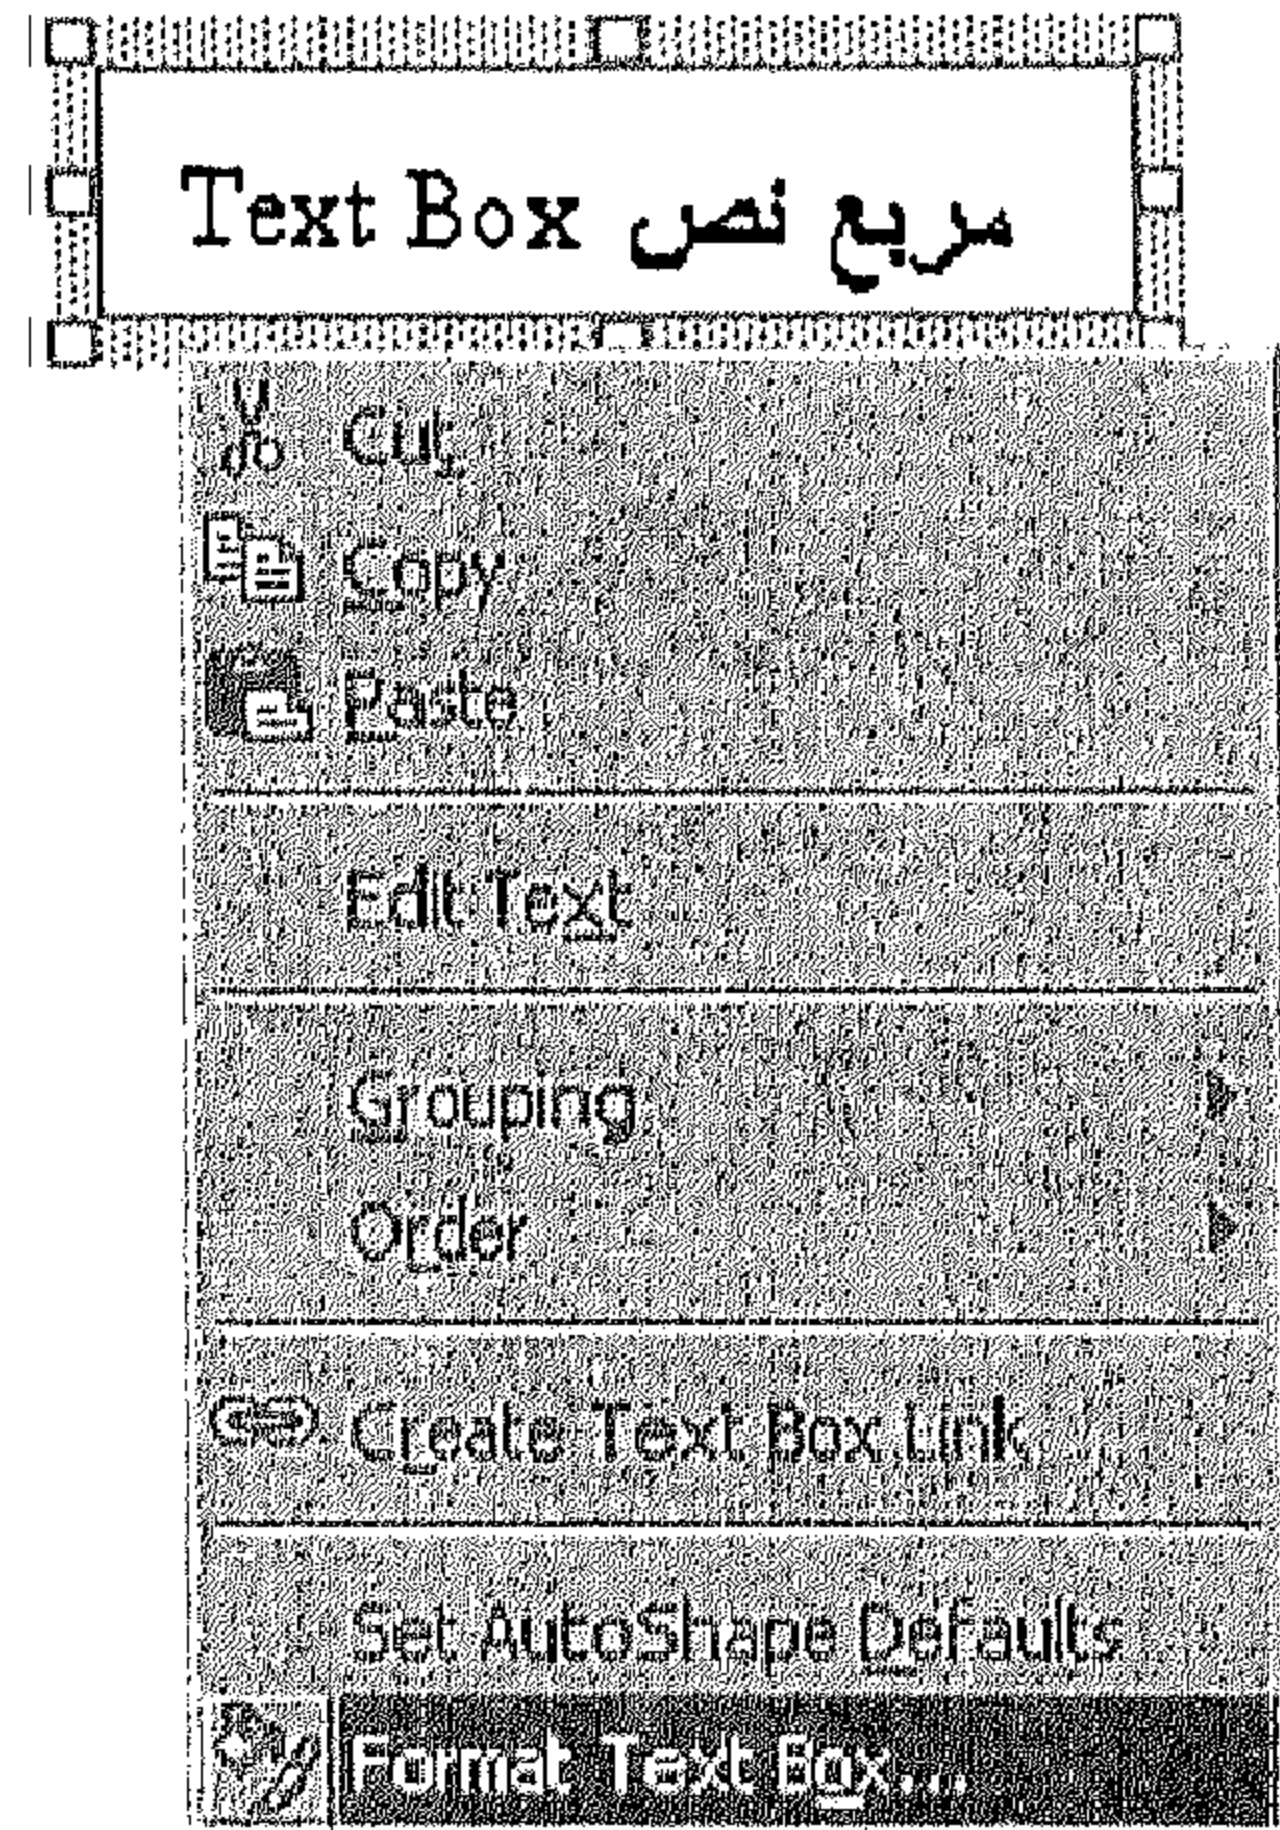 Text Box مربع نص
Cut
Copy
Paste
Edit Text
Grouping
Order
Create Text Box Link
Set AutoShape Defaults
Format Text Box...